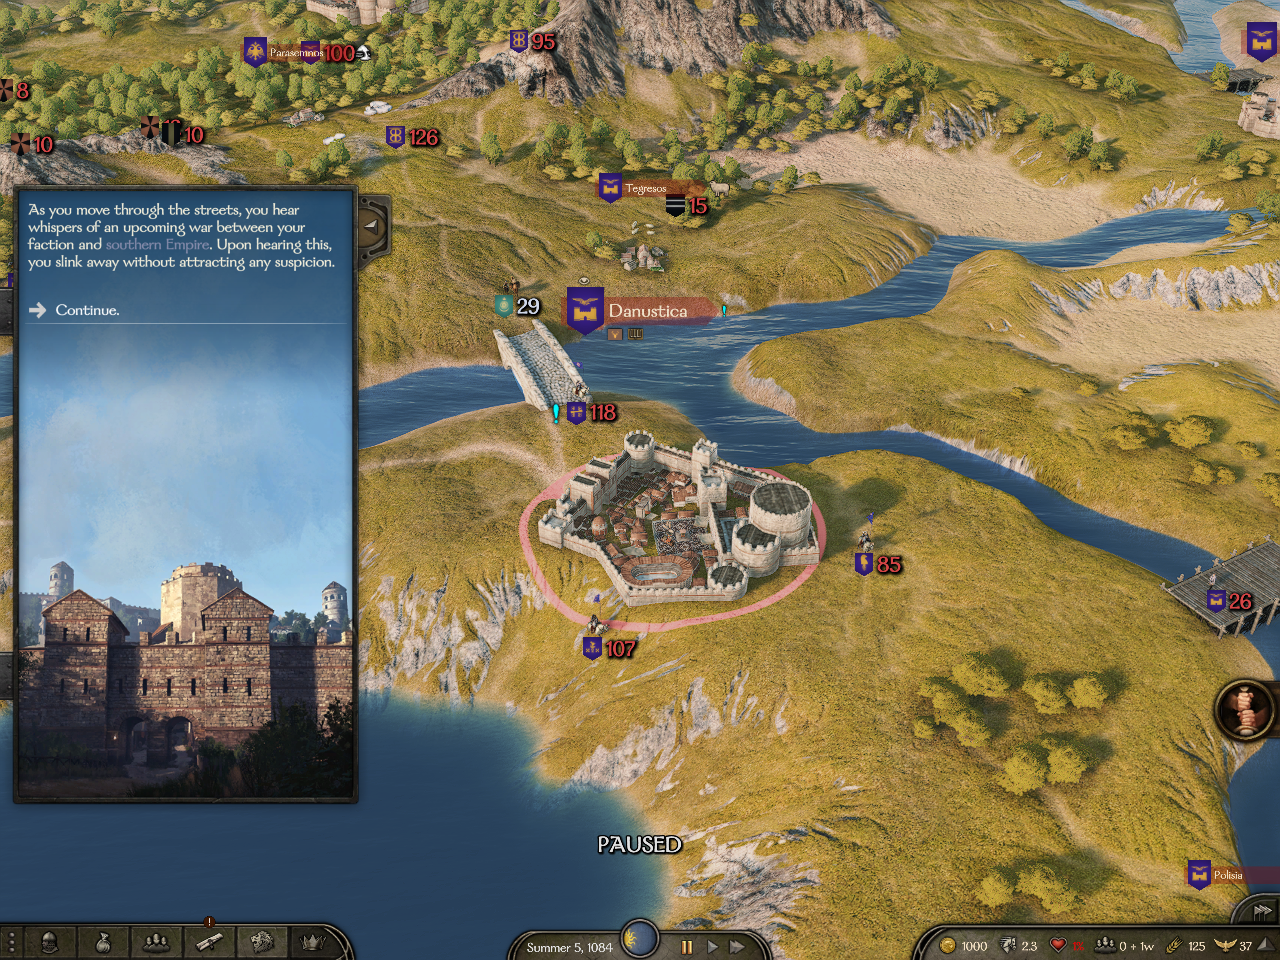 Parasemnos 100
95
8
10
10
126
Tegresos
15
As you move through the streets, you hear
whispers of an upcoming war between your
faction and southern Empire. Upon hearing this,
you slink away without attracting any suspicion.
Continue.
29
Danustica
118
85
26
107
PAUSED
Polisia
Summer 5, 1084
1000
2.3
0 + 1w
125
37